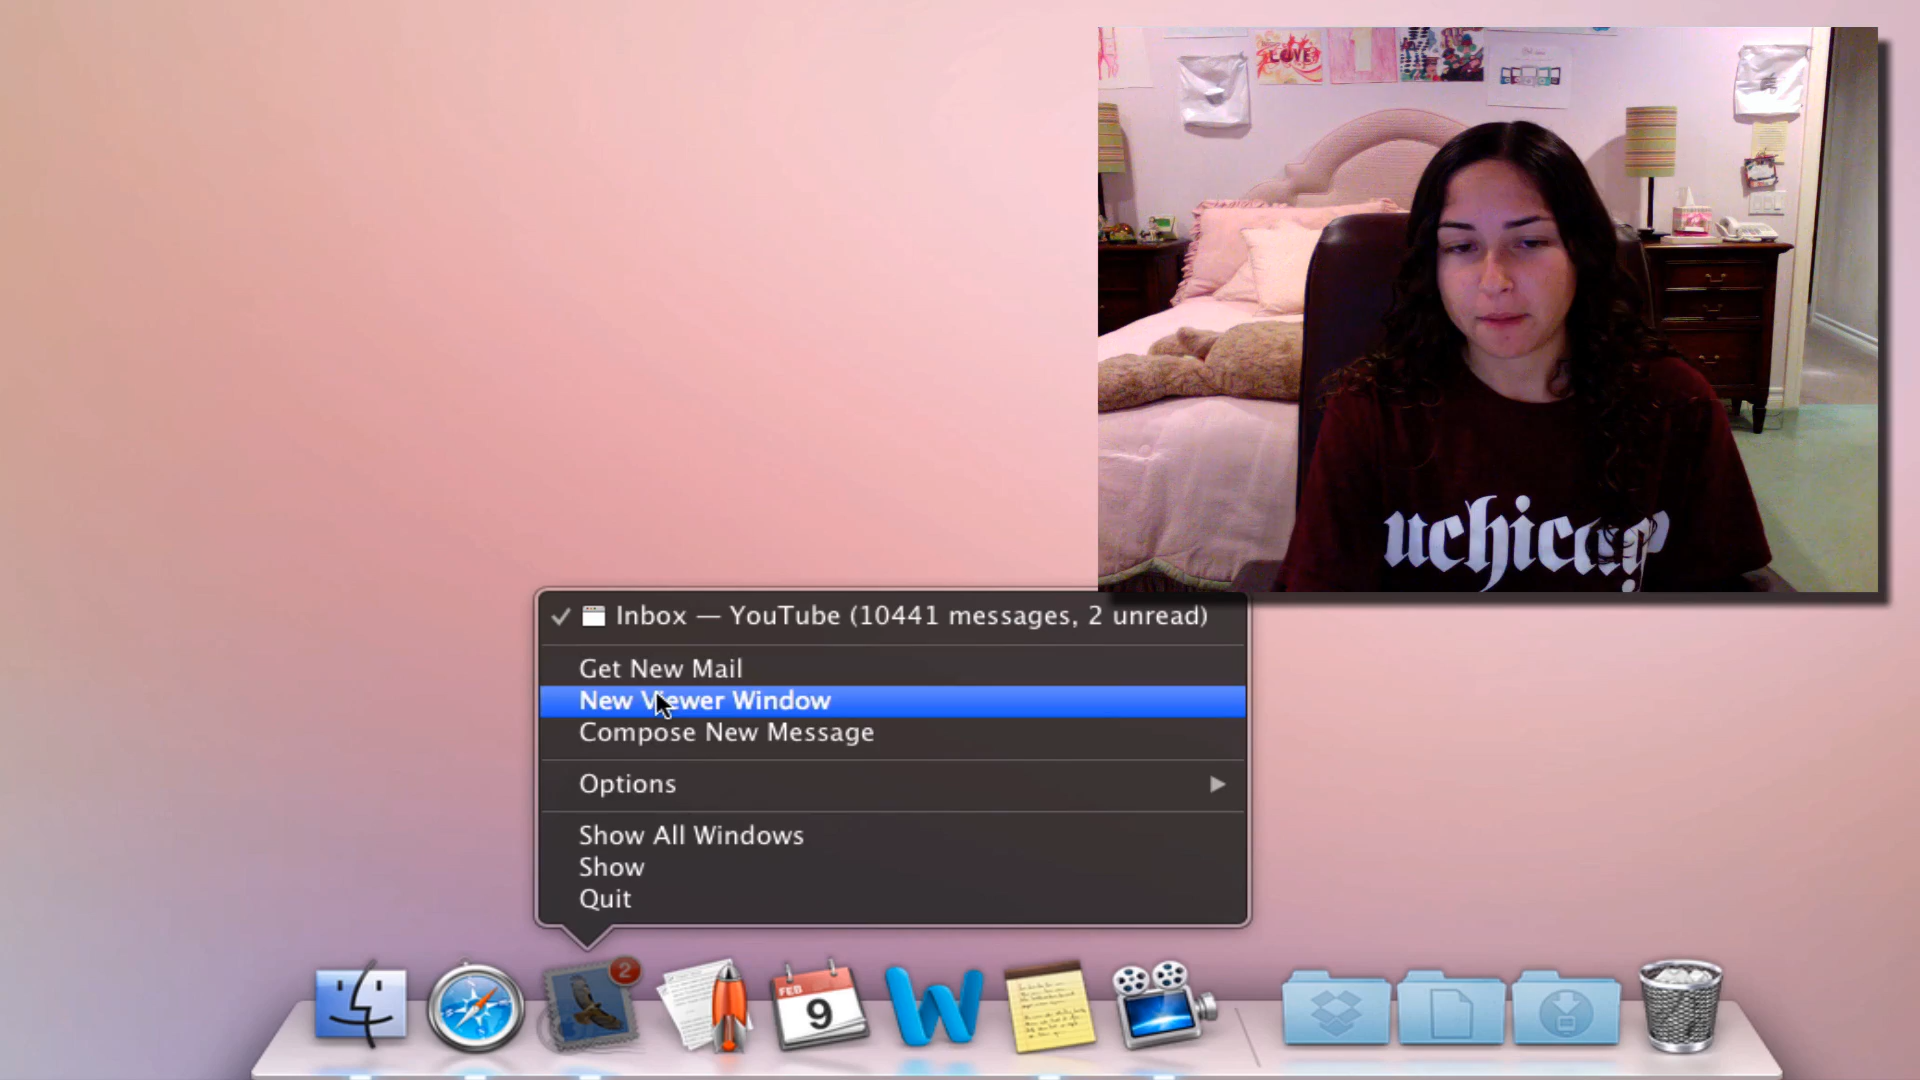 LOVE
uchicago
✓ Inbox — YouTube (10441 messages, 2 unread)
Get New Mail
New Viewer Window
Compose New Message
Options
Show All Windows
Show
Quit
2
FEB
9